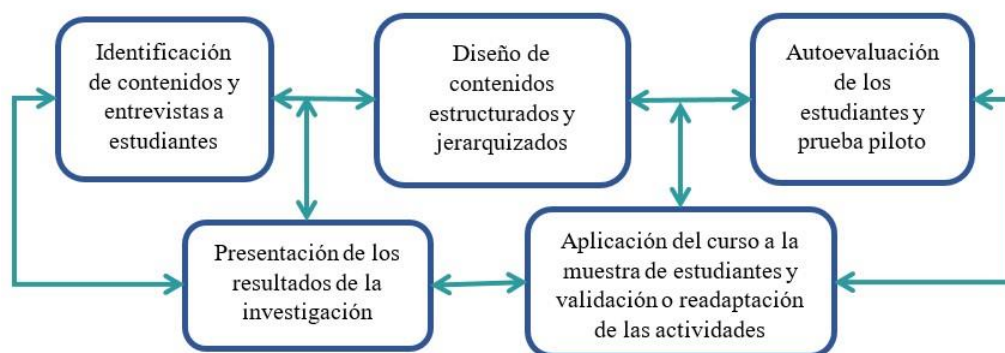 Identificación
de contenidos y
entrevistas a
estudiantes
Diseño de
contenidos
estructurados y
jerarquizados
Autoevaluación
de los
estudiantes y
prueba piloto
Presentación de los
resultados de la
investigación
Aplicación del curso a la
muestra de estudiantes y
validación o readaptación
de las actividades